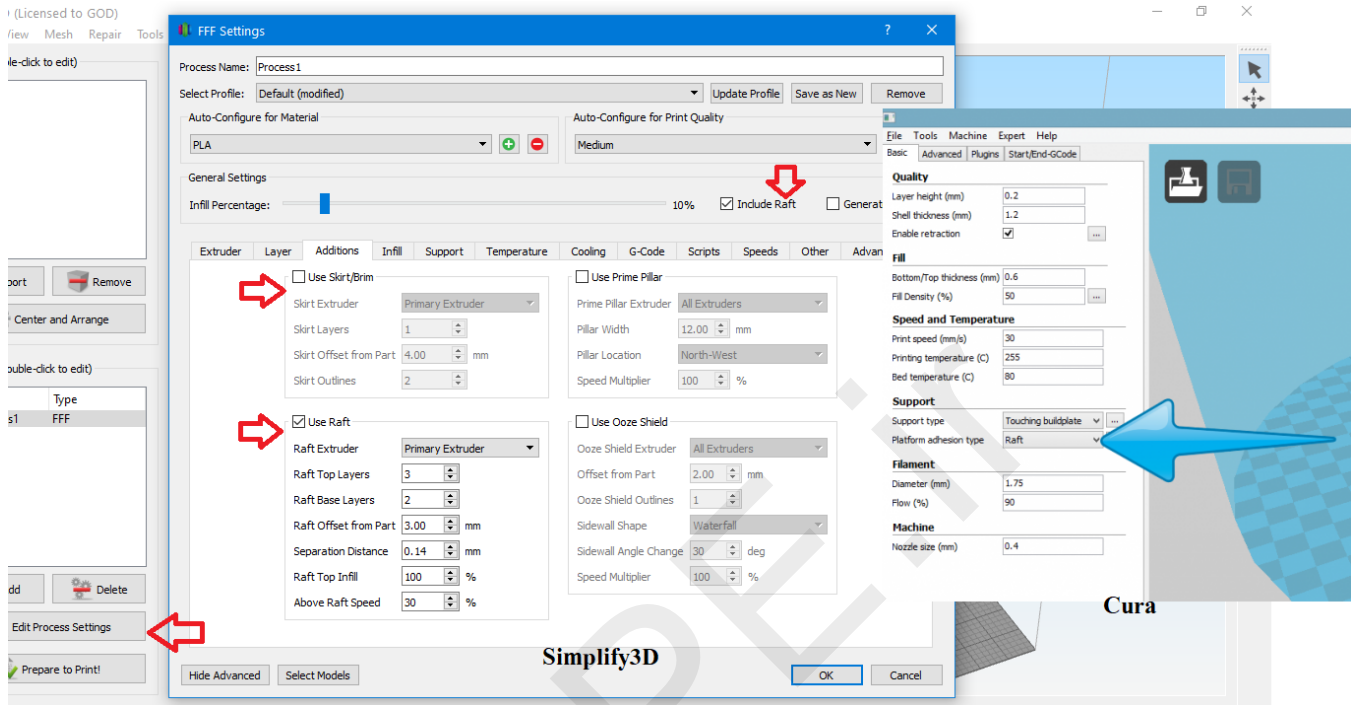 (Licensed to GOD)
View Mesh Repair Tools
FFF Settings
Process Name: Process1
Select Profile: Default (modified) Update Profile Save as New Remove
Auto-Configure for Material
PLA
Auto-Configure for Print Quality
Medium
General Settings
Infill Percentage: 10% Include Raft Generat
Extruder Layer Additions Infill Support Temperature Cooling G-Code Scripts Speeds Other Advan
Use Skirt/Brim
Skirt Extruder Primary Extruder
Skirt Layers 1
Skirt Offset from Part 4.00 mm
Skirt Outlines 2
Use Prime Pillar
Prime Pillar Extruder All Extruders
Pillar Width 12.00 mm
Pillar Location North-West
Speed Multiplier 100 %
Use Raft
Raft Extruder Primary Extruder
Raft Top Layers 3
Raft Base Layers 2
Raft Offset from Part 3.00 mm
Separation Distance 0.14 mm
Raft Top Infill 100 %
Above Raft Speed 30 %
Use Ooze Shield
Ooze Shield Extruder All Extruders
Offset from Part 2.00 mm
Ooze Shield Outlines 1
Sidewall Shape Waterfall
Sidewall Angle Change 30 deg
Speed Multiplier 100 %
Hide Advanced Select Models OK Cancel
Simplify3D
le-click to edit)
port Remove
Center and Arrange
ouble-click to edit)
Type
s1 FFF
dd Delete
Edit Process Settings
Prepare to Print!
File Tools Machine Expert Help
Basic Advanced Plugins Start/End-GCode
Quality
Layer height (mm) 0.2
Shell thickness (mm) 1.2
Enable retraction ...
Fill
Bottom/Top thickness (mm) 0.6
Fill Density (%) 50 ...
Speed and Temperature
Print speed (mm/s) 30
Printing temperature (C) 255
Bed temperature (C) 80
Support
Support type Touching buildplate ...
Platform adhesion type Raft
Filament
Diameter (mm) 1.75
Flow (%) 90
Machine
Nozzle size (mm) 0.4
Cura
PE.ir